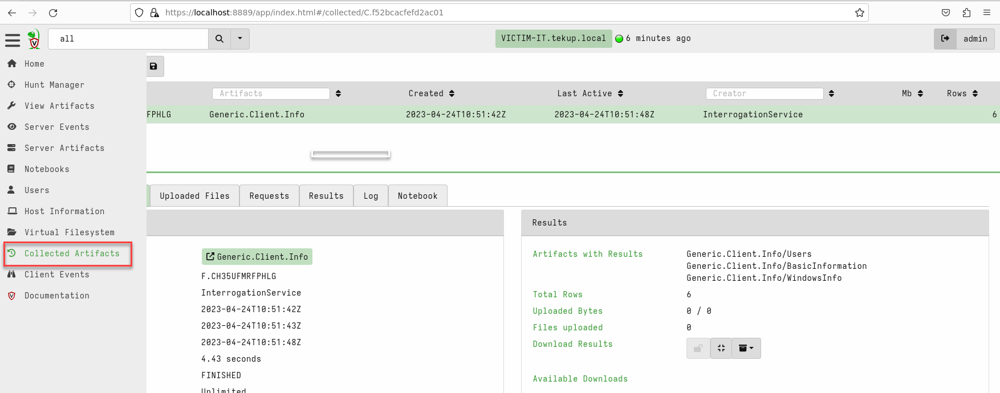 https://localhost:8889/app/index.html#/collected/C.f52bcacfefd2ac01
all
VICTIM-IT.tekup.local
6 minutes ago
admin
Home
Hunt Manager
View Artifacts
Server Events
Server Artifacts
Notebooks
Users
Host Information
Virtual Filesystem
Collected Artifacts
Client Events
Documentation
Artifacts Created Last Active Creator Mb Rows
FPHLG Generic.Client.Info 2023-04-24T10:51:42Z 2023-04-24T10:51:48Z InterrogationService 6
Uploaded Files Requests Results Log Notebook
Generic.Client.Info
F.CH35UFMRFPHLG
InterrogationService
2023-04-24T10:51:42Z
2023-04-24T10:51:43Z
2023-04-24T10:51:48Z
4.43 seconds
FINISHED
Unlimited
Results
Artifacts with Results Generic.Client.Info/Users
Generic.Client.Info/BasicInformation
Generic.Client.Info/WindowsInfo
Total Rows 6
Uploaded Bytes 0 / 0
Files uploaded 0
Download Results
Available Downloads